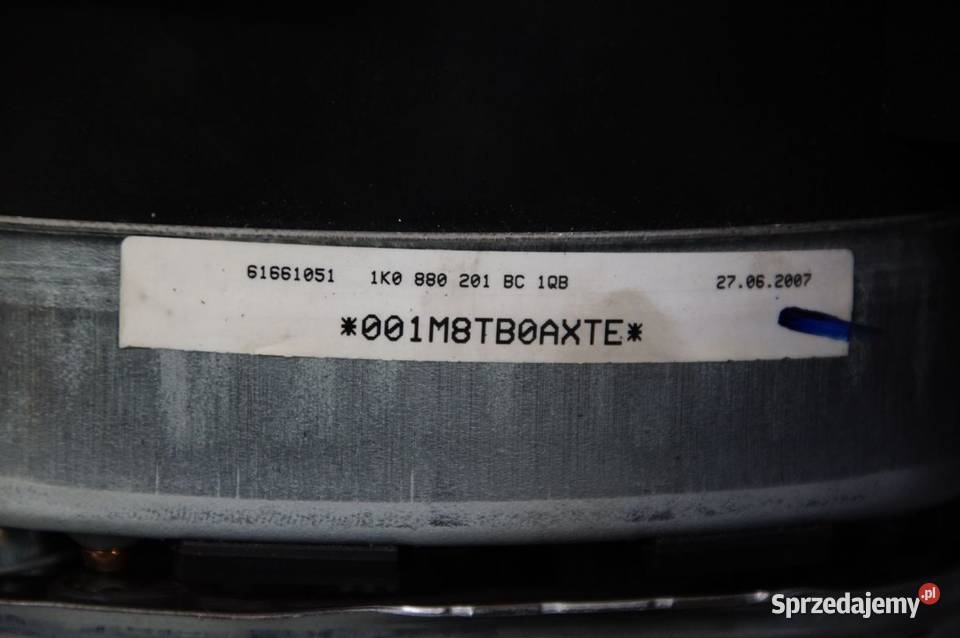 61661051 1K0 880 201 BC 1QB 27.06.2007
*001M8TB0AXTE*
Sprzedajemy.pl